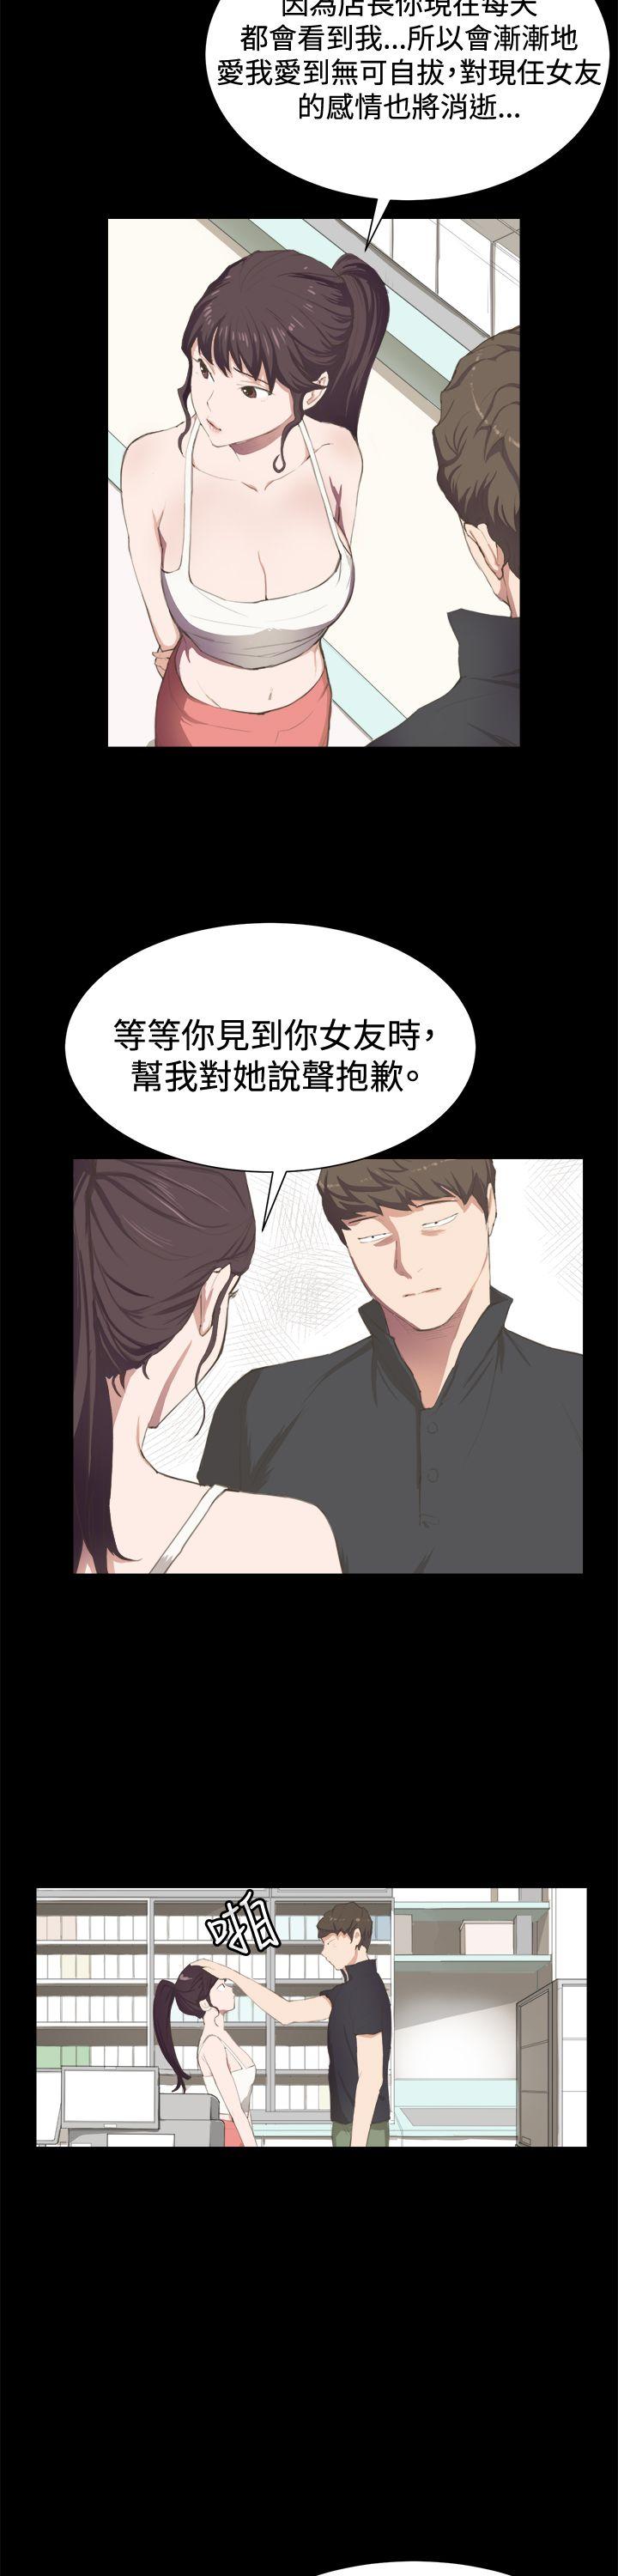 因為店長你現在每天
都會看到我...所以會漸漸地
愛我愛到無可自拔，對現任女友
的感情也將消逝...
等等你見到你女友時，
幫我對她說聲抱歉。
啪